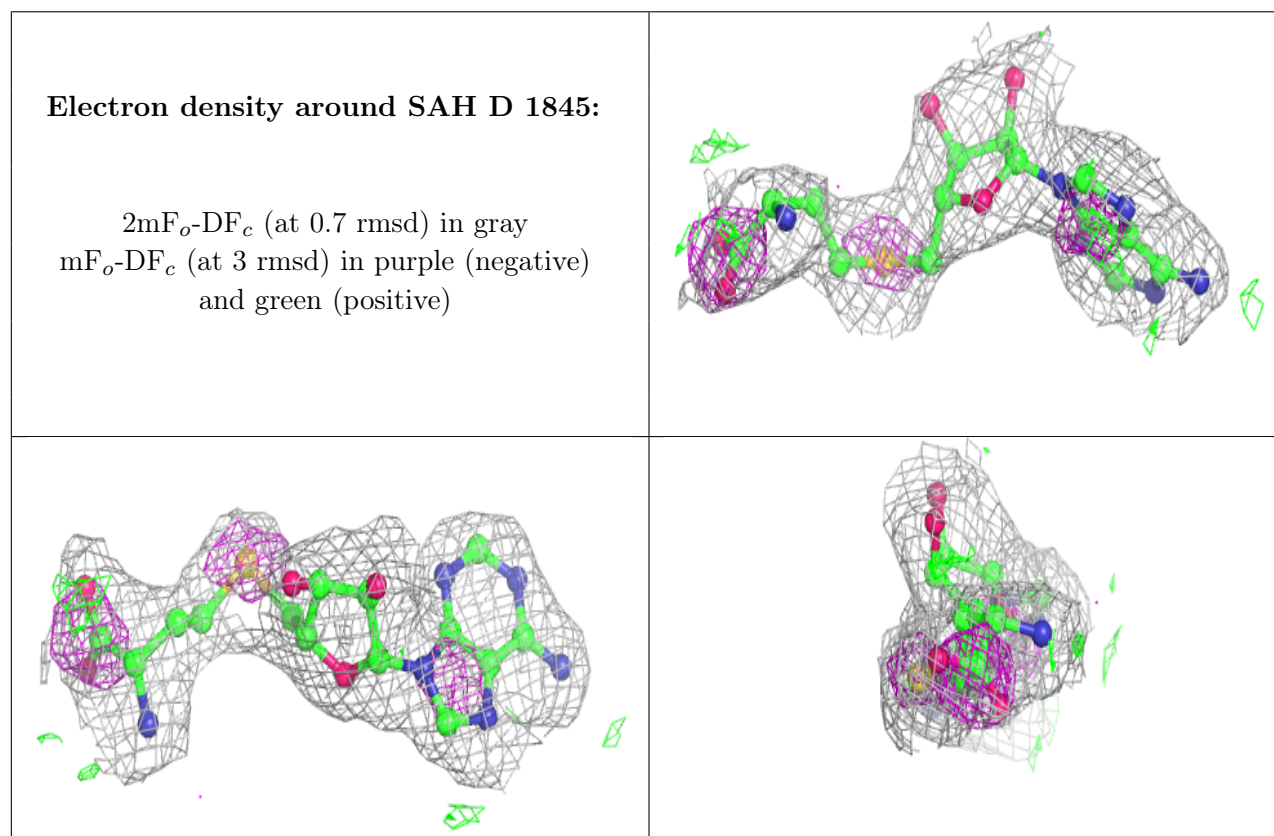 Electron density around SAH D 1845:
2mFo-DFc (at 0.7 rmsd) in gray
mFo-DFc (at 3 rmsd) in purple (negative)
and green (positive)